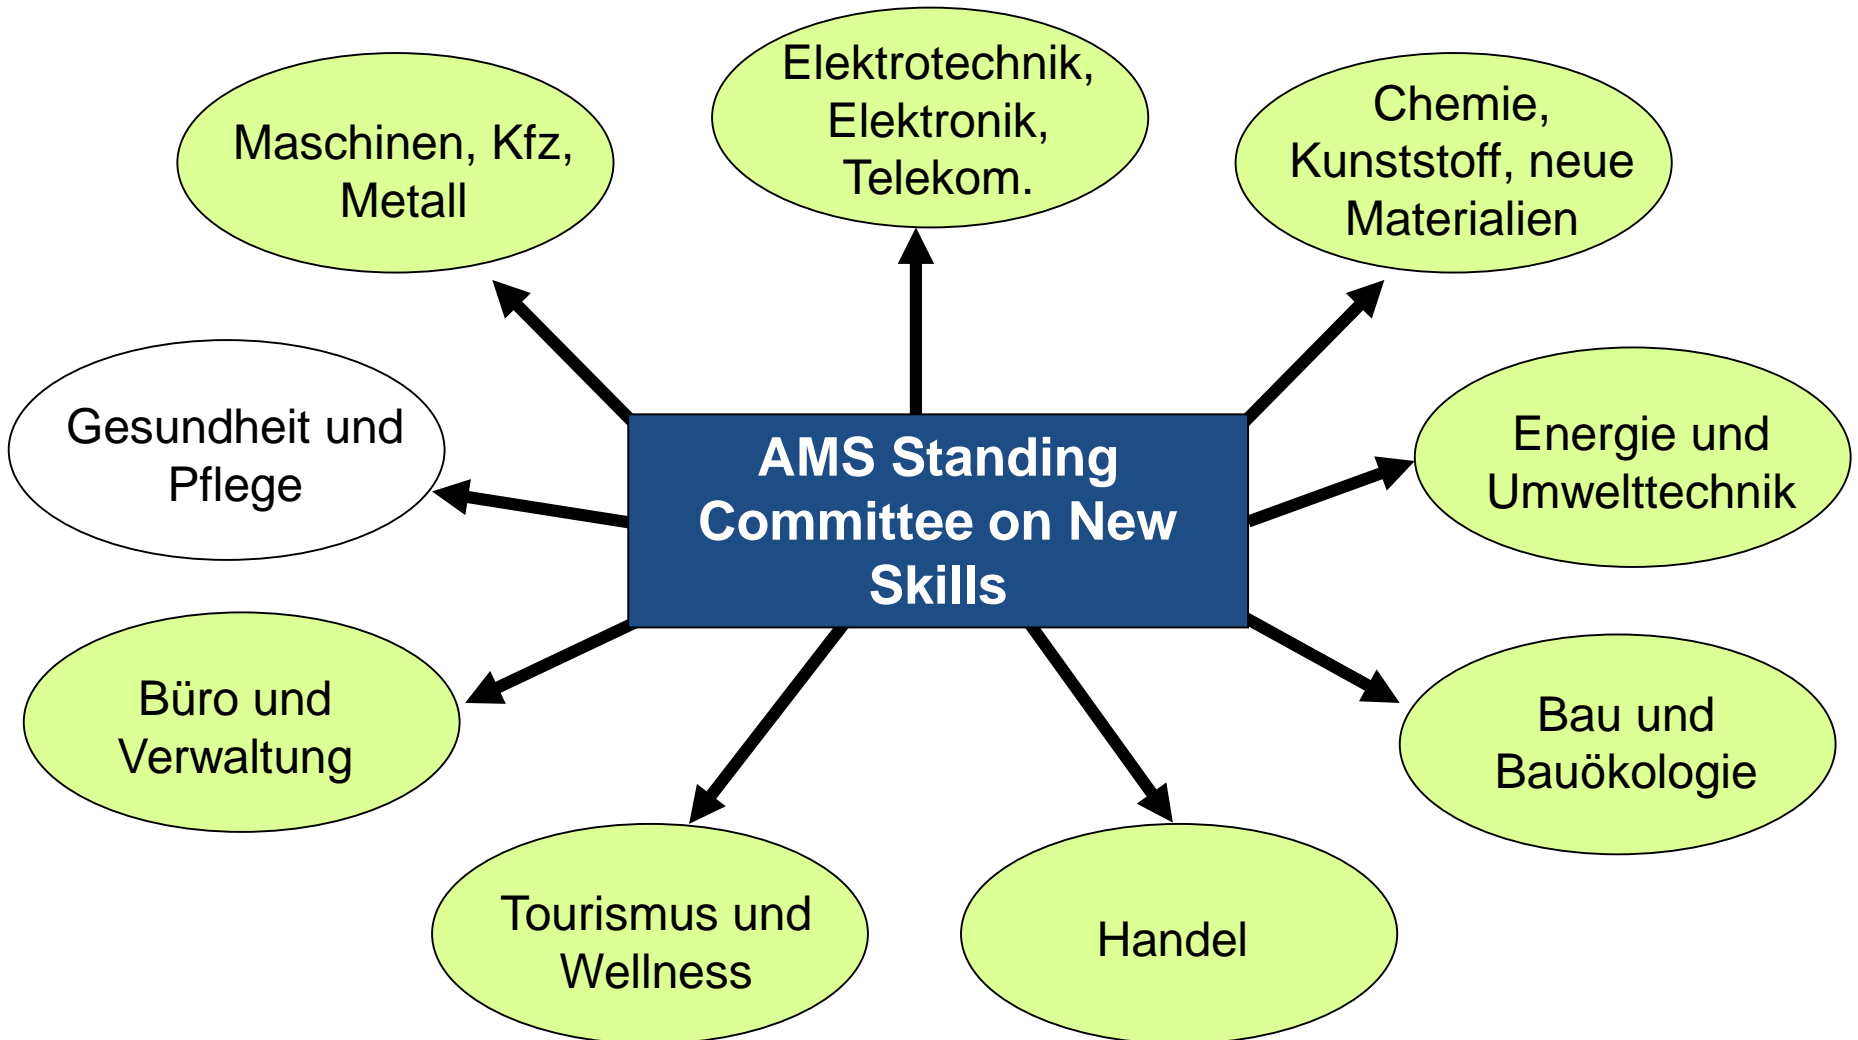 Elektrotechnik,
Elektronik,
Telekom.
Maschinen, Kfz,
Metall
Chemie,
Kunststoff, neue
Materialien
Gesundheit und
Pflege
AMS Standing
Committee on New
Skills
Energie und
Umwelttechnik
Büro und
Verwaltung
Bau und
Bauökologie
Tourismus und
Wellness
Handel